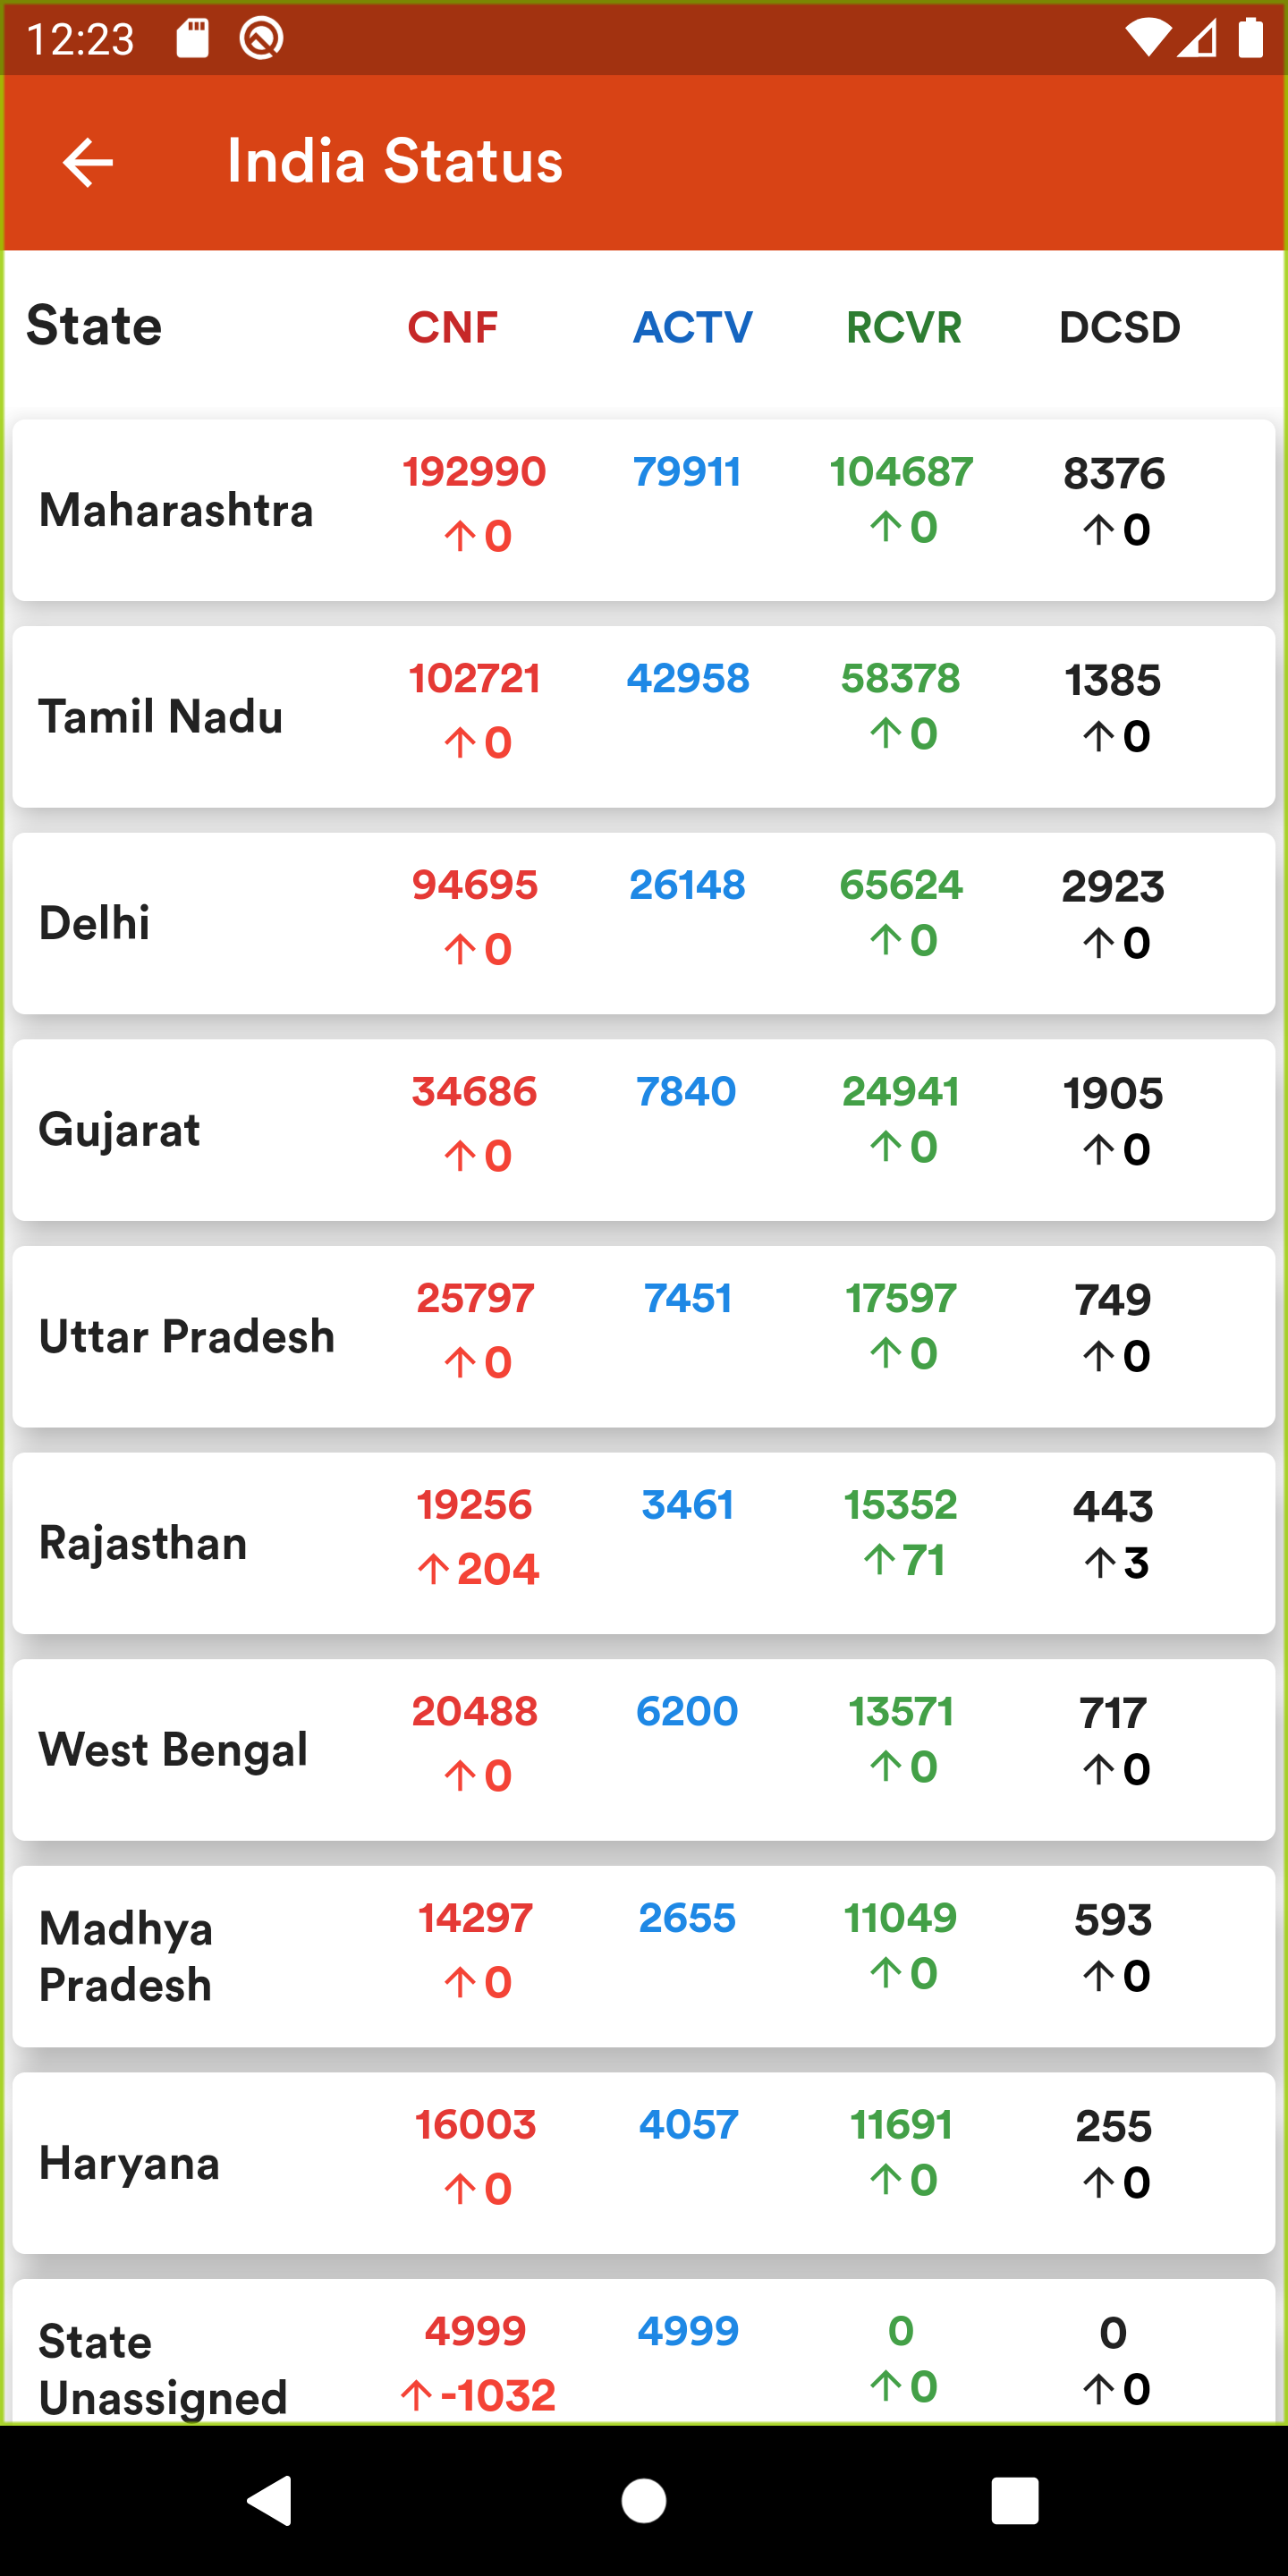 12:23
India Status
State CNF ACTV RCVR DCSD
Maharashtra 192990 79911 104687 8376
↑0 ↑0 ↑0
Tamil Nadu 102721 42958 58378 1385
↑0 ↑0 ↑0
Delhi 94695 26148 65624 2923
↑0 ↑0 ↑0
Gujarat 34686 7840 24941 1905
↑0 ↑0 ↑0
Uttar Pradesh 25797 7451 17597 749
↑0 ↑0 ↑0
Rajasthan 19256 3461 15352 443
↑204 ↑71 ↑3
West Bengal 20488 6200 13571 717
↑0 ↑0 ↑0
Madhya 14297 2655 11049 593
Pradesh ↑0 ↑0 ↑0
Haryana 16003 4057 11691 255
↑0 ↑0 ↑0
State 4999 4999 0 0
Unassigned ↑-1032 ↑0 ↑0